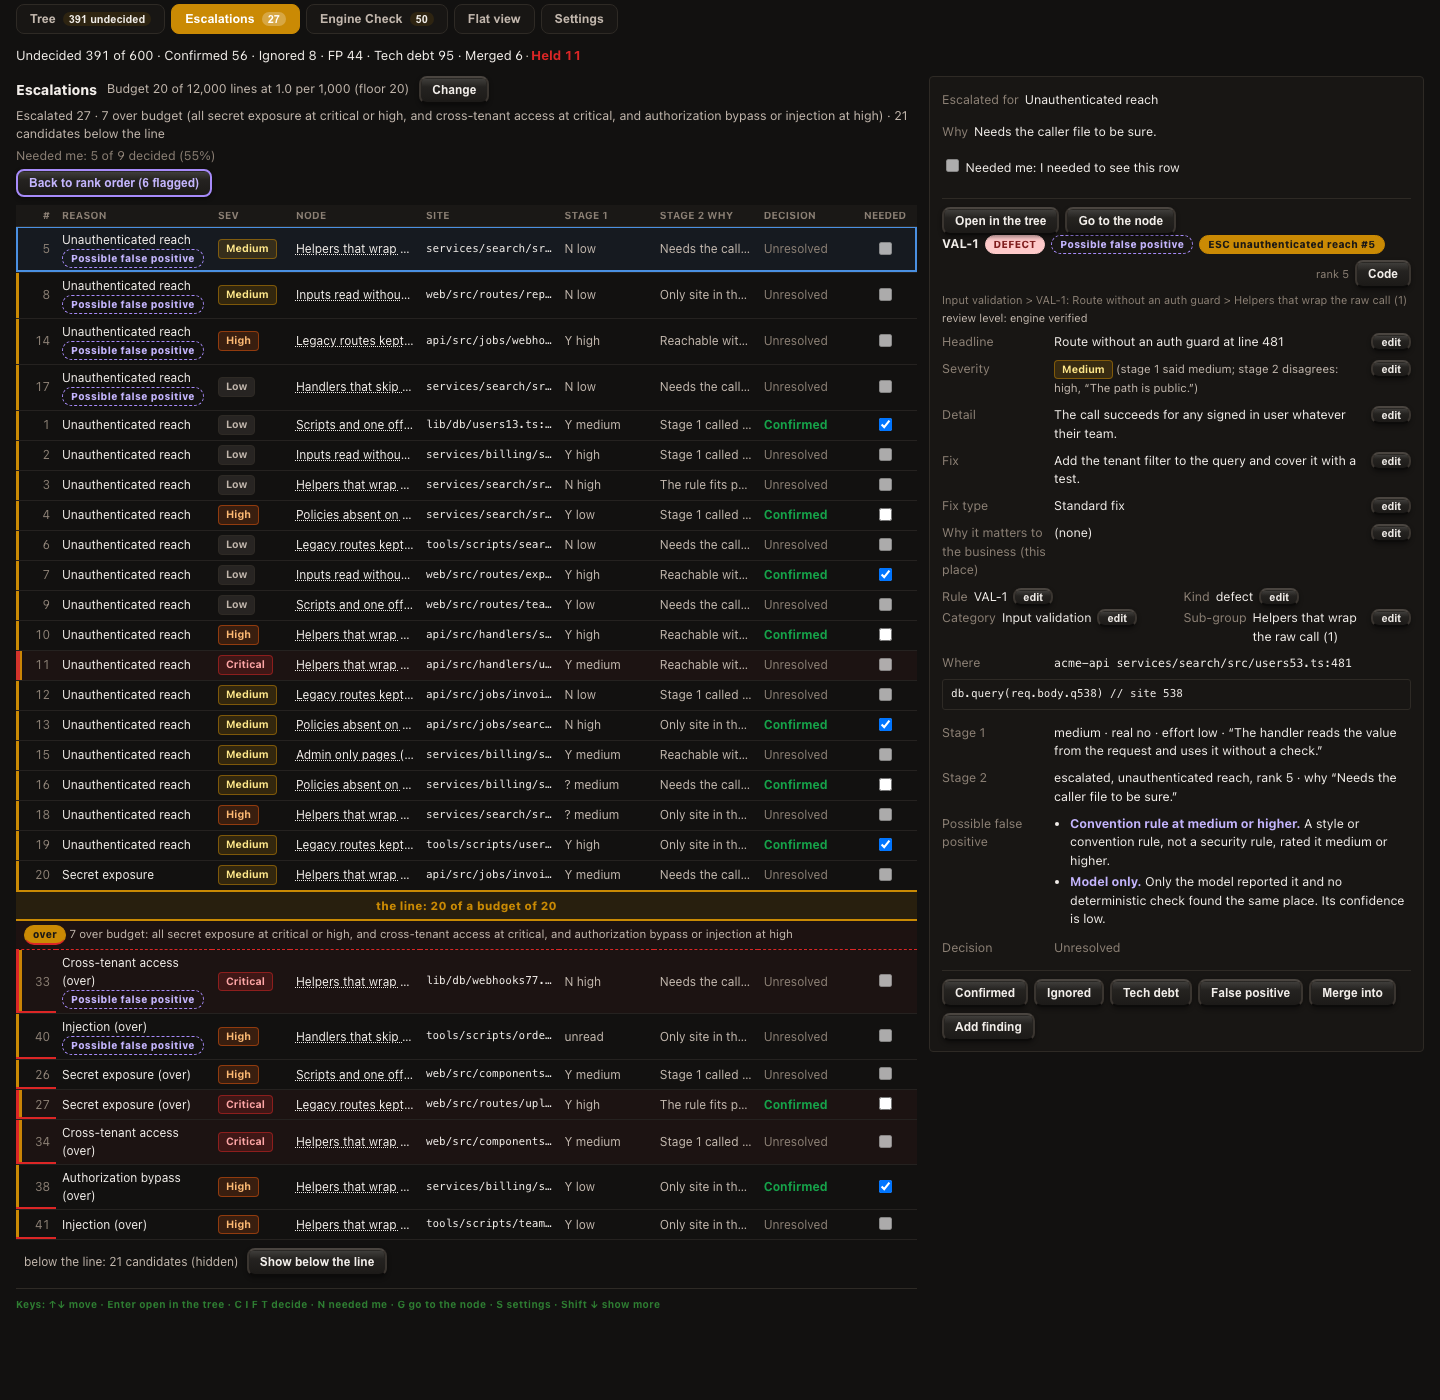 Tree 391 undecided Escalations 27 Engine Check 50 Flat view Settings
Undecided 391 of 600 · Confirmed 56 · Ignored 8 · FP 44 · Tech debt 95 · Merged 6 · Held 11
Escalations Budget 20 of 12,000 lines at 1.0 per 1,000 (floor 20) Change
Escalated 27 · 7 over budget (all secret exposure at critical or high, and cross-tenant access at critical, and authorization bypass or injection at high) · 21
candidates below the line
Needed me: 5 of 9 decided (55%)
Back to rank order (6 flagged)
# REASON SEV NODE SITE STAGE 1 STAGE 2 WHY DECISION NEEDED
5 Unauthenticated reach Medium Helpers that wrap ... services/search/sr… N low Needs the call... Unresolved
Possible false positive
8 Unauthenticated reach Medium Inputs read withou... web/src/routes/rep… N low Only site in th... Unresolved
Possible false positive
14 Unauthenticated reach High Legacy routes kept... api/src/jobs/webho… Y high Reachable wit... Unresolved
Possible false positive
17 Unauthenticated reach Low Handlers that skip ... services/search/sr… N low Needs the call... Unresolved
Possible false positive
1 Unauthenticated reach Low Scripts and one off... lib/db/users13.ts:… Y medium Stage 1 called ... Confirmed
2 Unauthenticated reach Low Inputs read withou... services/billing/s… Y high Stage 1 called ... Unresolved
3 Unauthenticated reach Low Helpers that wrap ... services/search/sr… N high The rule fits p... Unresolved
4 Unauthenticated reach High Policies absent on ... services/search/sr… Y low Stage 1 called ... Confirmed
6 Unauthenticated reach Low Legacy routes kept... tools/scripts/sear… N low Needs the call... Unresolved
7 Unauthenticated reach Low Inputs read withou... web/src/routes/exp… Y high Reachable wit... Confirmed
9 Unauthenticated reach Low Scripts and one off... web/src/routes/tea… Y low Needs the call... Unresolved
10 Unauthenticated reach High Helpers that wrap ... api/src/handlers/s… Y high Reachable wit... Confirmed
11 Unauthenticated reach Critical Helpers that wrap ... api/src/handlers/u… Y medium Reachable wit... Unresolved
12 Unauthenticated reach Medium Legacy routes kept... api/src/jobs/invoi… N low Stage 1 called ... Unresolved
13 Unauthenticated reach Medium Policies absent on ... api/src/jobs/searc… N high Only site in th... Confirmed
15 Unauthenticated reach Medium Admin only pages (... services/billing/s… Y medium Reachable wit... Unresolved
16 Unauthenticated reach Medium Policies absent on ... services/billing/s… ? medium Needs the call... Confirmed
18 Unauthenticated reach High Helpers that wrap ... services/search/sr… ? medium Only site in th... Unresolved
19 Unauthenticated reach Medium Legacy routes kept... tools/scripts/user… Y high Only site in th... Confirmed
20 Secret exposure Medium Helpers that wrap ... api/src/jobs/invoi… Y medium Needs the call... Unresolved
the line: 20 of a budget of 20
over 7 over budget: all secret exposure at critical or high, and cross-tenant access at critical, and authorization bypass or injection at high
33 Cross-tenant access (over) Critical Helpers that wrap ... lib/db/webhooks77.… N high Needs the call... Unresolved
Possible false positive
40 Injection (over) High Handlers that skip ... tools/scripts/orde… unread Only site in th... Unresolved
Possible false positive
26 Secret exposure (over) High Scripts and one off... web/src/components… Y medium Stage 1 called ... Unresolved
27 Secret exposure (over) Critical Legacy routes kept... web/src/routes/upl… Y high The rule fits p... Confirmed
34 Cross-tenant access (over) Critical Helpers that wrap ... web/src/components… Y medium Stage 1 called ... Unresolved
38 Authorization bypass (over) High Helpers that wrap ... services/billing/s… Y low Only site in th... Confirmed
41 Injection (over) High Helpers that wrap ... tools/scripts/team… Y low Only site in th... Unresolved
below the line: 21 candidates (hidden) Show below the line
Keys: ↑↓ move · Enter open in the tree · C I F T decide · N needed me · G go to the node · S settings · Shift ↓ show more
Escalated for Unauthenticated reach
Why Needs the caller file to be sure.
Needed me: I needed to see this row
Open in the tree Go to the node
VAL-1 DEFECT Possible false positive ESC unauthenticated reach #5
rank 5 Code
Input validation > VAL-1: Route without an auth guard > Helpers that wrap the raw call (1)
review level: engine verified
Headline Route without an auth guard at line 481 edit
Severity Medium (stage 1 said medium; stage 2 disagrees: edit
high, “The path is public.”)
Detail The call succeeds for any signed in user whatever edit
their team.
Fix Add the tenant filter to the query and cover it with a edit
test.
Fix type Standard fix edit
Why it matters to (none) edit
the business (this
place)
Rule VAL-1 edit Kind defect edit
Category Input validation edit Sub-group Helpers that wrap edit
the raw call (1)
Where acme-api services/search/src/users53.ts:481
db.query(req.body.q538) // site 538
Stage 1 medium · real no · effort low · “The handler reads the value
from the request and uses it without a check.”
Stage 2 escalated, unauthenticated reach, rank 5 · why “Needs the
caller file to be sure.”
Possible false • Convention rule at medium or higher. A style or
positive convention rule, not a security rule, rated it medium or
higher.
• Model only. Only the model reported it and no
deterministic check found the same place. Its confidence
is low.
Decision Unresolved
Confirmed Ignored Tech debt False positive Merge into
Add finding